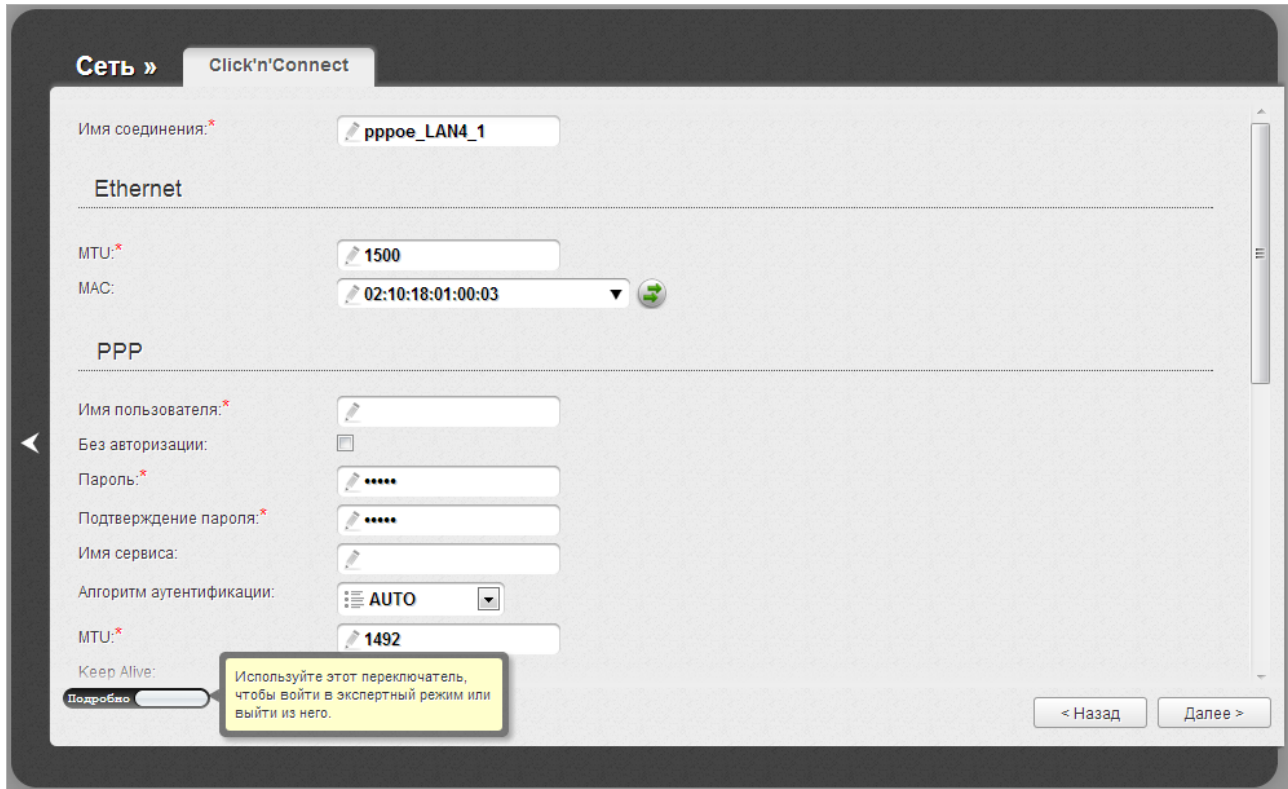 Сеть »
Click'n'Connect
Имя соединения:*
pppoe_LAN4_1
Ethernet
MTU:*
1500
MAC:
02:10:18:01:00:03
PPP
Имя пользователя:*
Без авторизации:
Пароль:*
•••••
Подтверждение пароля:*
•••••
Имя сервиса:
Алгоритм аутентификации:
AUTO
MTU:*
1492
Keep Alive:
Подробно
Используйте этот переключатель,
чтобы войти в экспертный режим или
выйти из него.
< Назад
Далее >